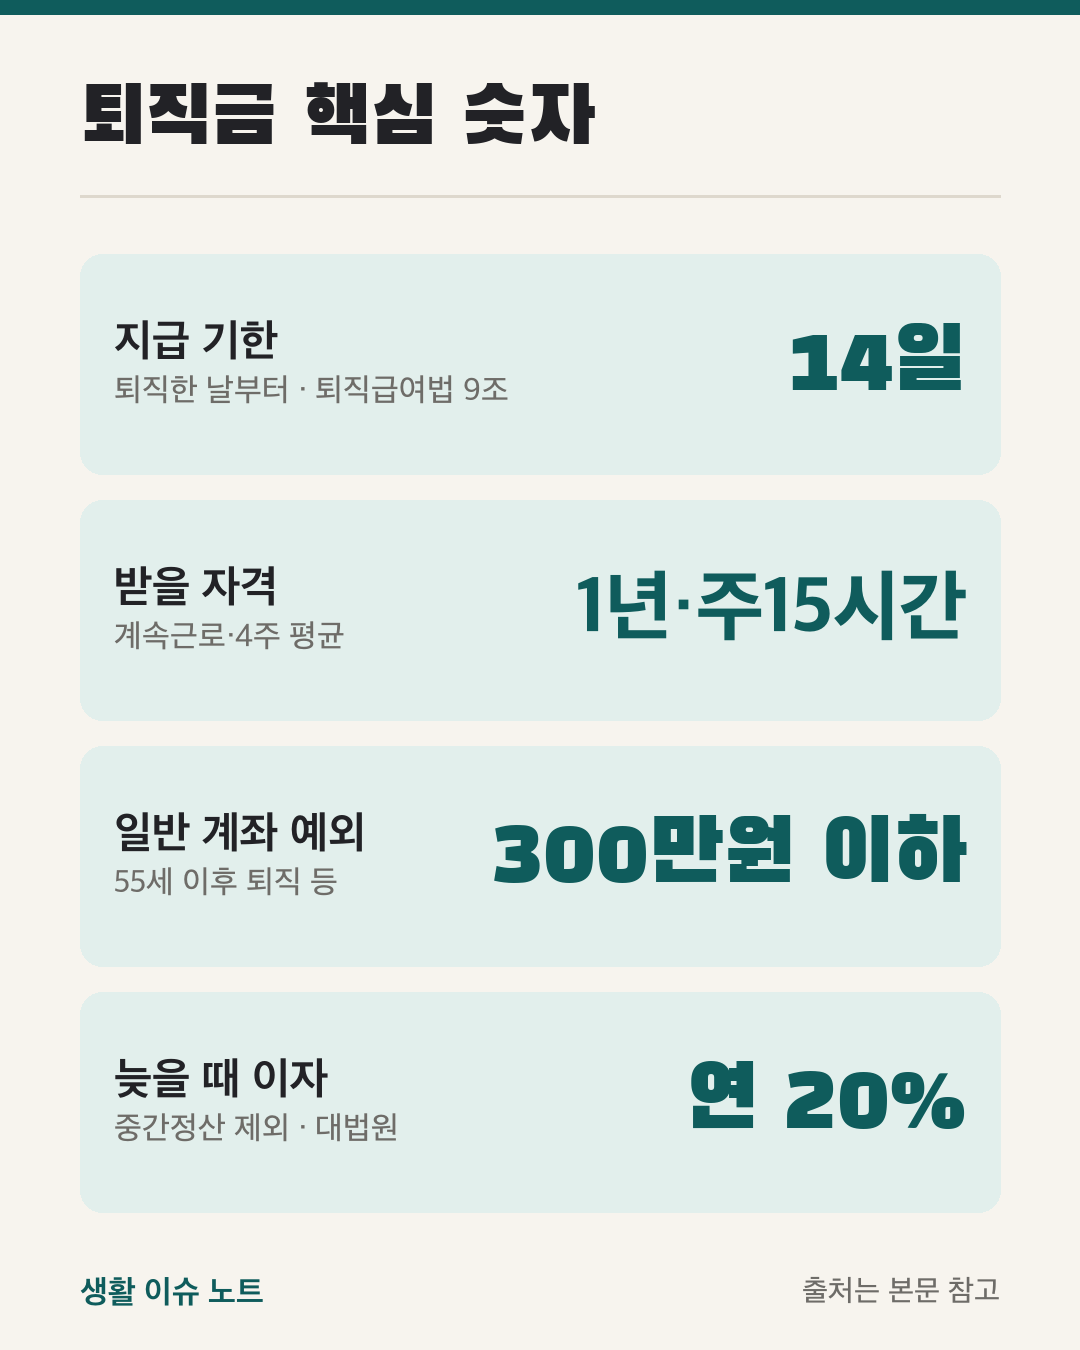 퇴직금 핵심 숫자
지급 기한
퇴직한 날부터 · 퇴직급여법 9조
14일
받을 자격
계속근로·4주 평균
1년·주15시간
일반 계좌 예외
55세 이후 퇴직 등
300만원 이하
늦을 때 이자
중간정산 제외 · 대법원
연 20%
생활 이슈 노트
출처는 본문 참고